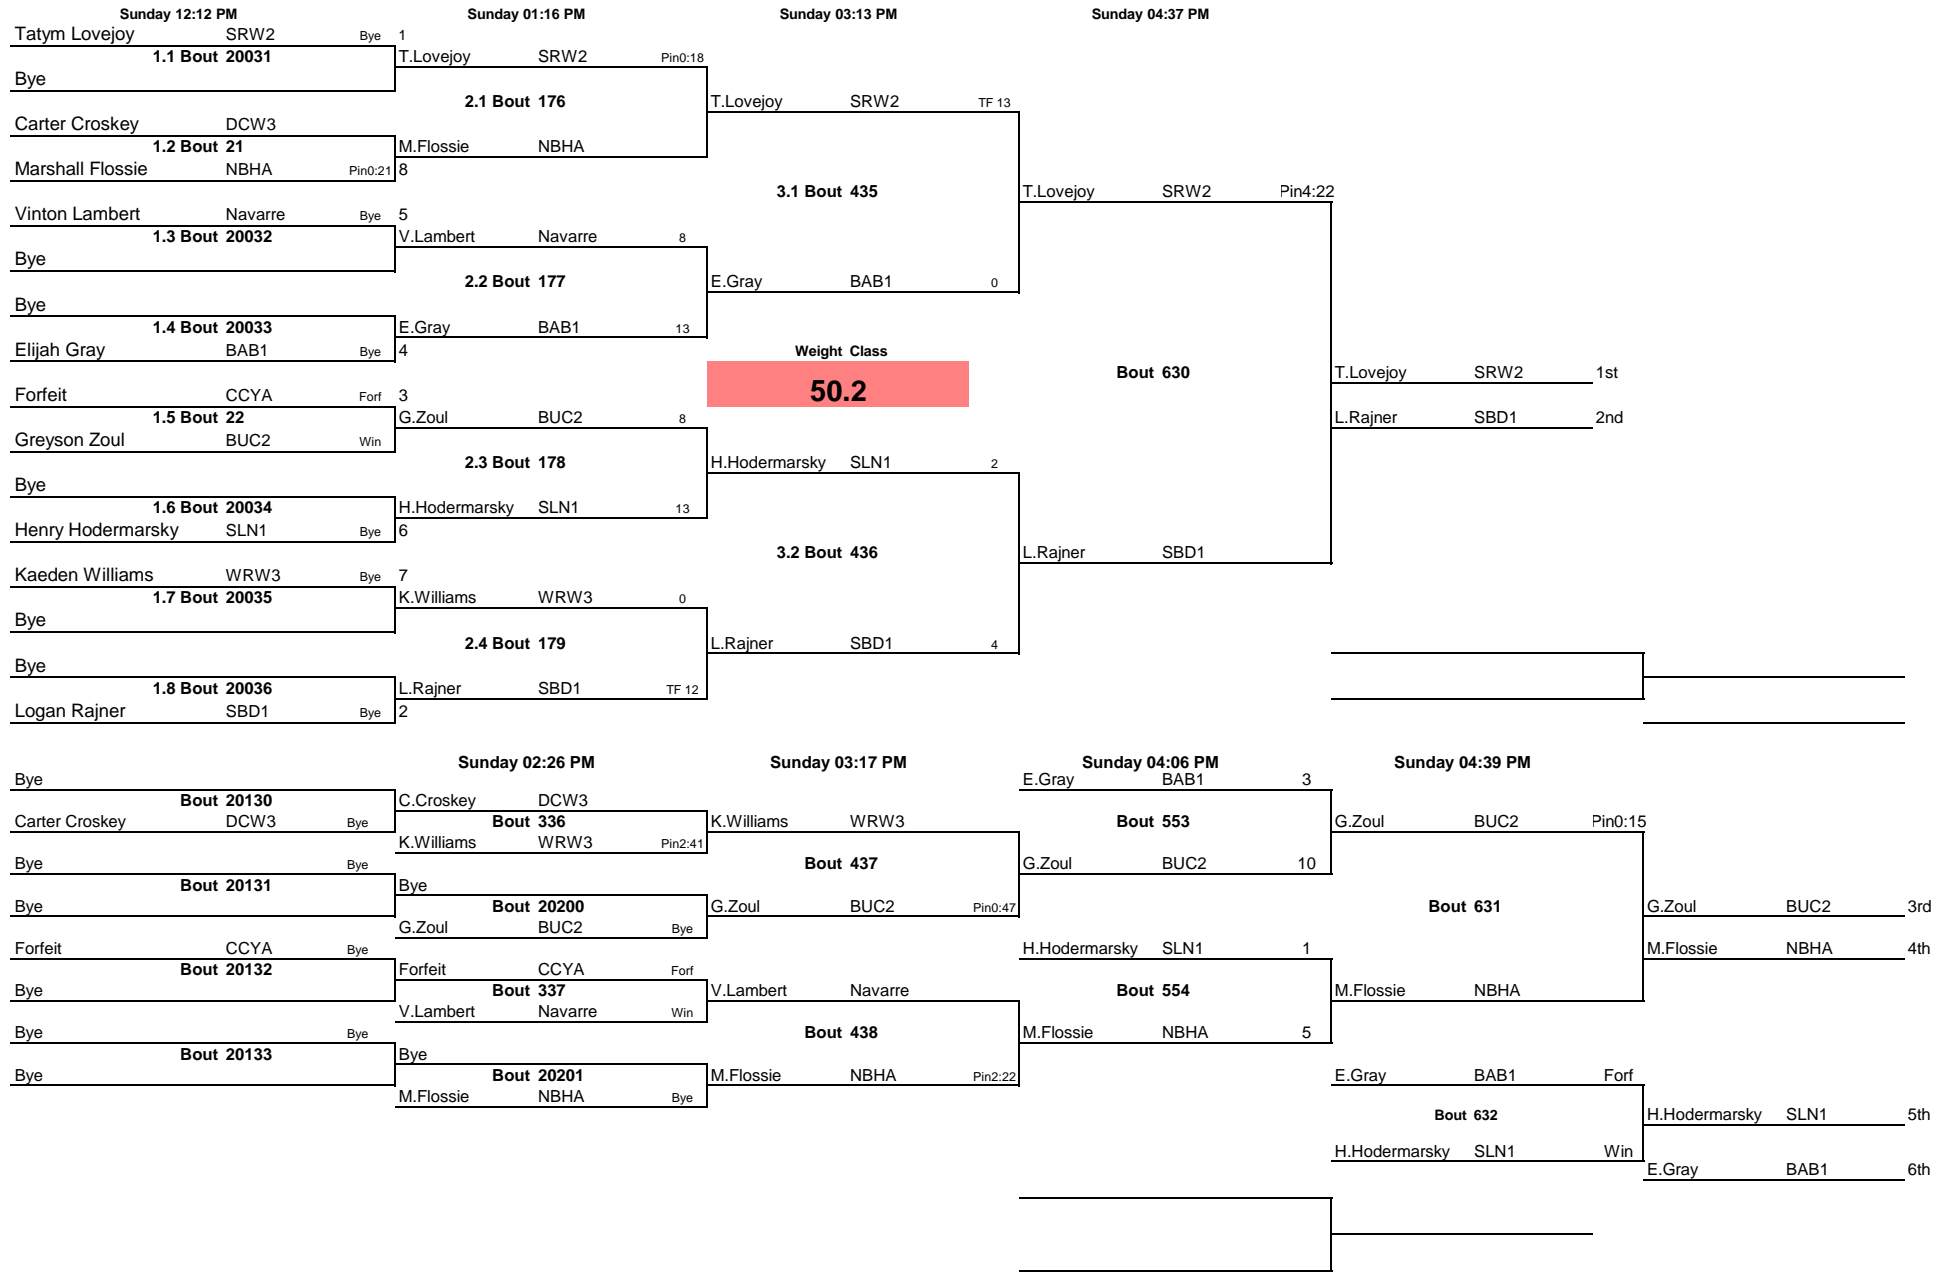 Sunday 12:12 PM Sunday 01:16 PM Sunday 03:13 PM Sunday 04:37 PM
Tatym Lovejoy SRW2 Bye 1
1.1 Bout 20031 T.Lovejoy SRW2 Pin0:18
Bye
2.1 Bout 176 T.Lovejoy SRW2 TF 13
Carter Croskey DCW3
1.2 Bout 21 M.Flossie NBHA
Marshall Flossie NBHA Pin0:21 8
3.1 Bout 435 T.Lovejoy SRW2 Pin4:22
Vinton Lambert Navarre Bye 5
1.3 Bout 20032 V.Lambert Navarre 8
Bye
2.2 Bout 177 E.Gray BAB1 0
Bye
1.4 Bout 20033 E.Gray BAB1 13
Elijah Gray BAB1 Bye 4 Weight Class
Bout 630 T.Lovejoy SRW2 1st
Forfeit CCYA Forf 3 50.2
1.5 Bout 22 G.Zoul BUC2 8 L.Rajner SBD1 2nd
Greyson Zoul BUC2 Win
2.3 Bout 178 H.Hodermarsky SLN1 2
Bye
1.6 Bout 20034 H.Hodermarsky SLN1 13
Henry Hodermarsky SLN1 Bye 6
3.2 Bout 436 L.Rajner SBD1
Kaeden Williams WRW3 Bye 7
1.7 Bout 20035 K.Williams WRW3 0
Bye
2.4 Bout 179 L.Rajner SBD1 4
Bye
1.8 Bout 20036 L.Rajner SBD1 TF 12
Logan Rajner SBD1 Bye 2
Sunday 02:26 PM Sunday 03:17 PM Sunday 04:06 PM Sunday 04:39 PM
Bye E.Gray BAB1 3
Bout 20130 C.Croskey DCW3
Carter Croskey DCW3 Bye Bout 336 K.Williams WRW3 Bout 553 G.Zoul BUC2 Pin0:15
K.Williams WRW3 Pin2:41
Bye Bye Bout 437 G.Zoul BUC2 10
Bout 20131 Bye
Bye Bout 20200 G.Zoul BUC2 Pin0:47 Bout 631 G.Zoul BUC2 3rd
G.Zoul BUC2 Bye
Forfeit CCYA Bye H.Hodermarsky SLN1 1 M.Flossie NBHA 4th
Bout 20132 Forfeit CCYA Forf
Bye Bout 337 V.Lambert Navarre Bout 554 M.Flossie NBHA
V.Lambert Navarre Win
Bye Bye Bout 438 M.Flossie NBHA 5
Bout 20133 Bye
Bye Bout 20201 M.Flossie NBHA Pin2:22 E.Gray BAB1 Forf
M.Flossie NBHA Bye
Bout 632 H.Hodermarsky SLN1 5th
H.Hodermarsky SLN1 Win
E.Gray BAB1 6th